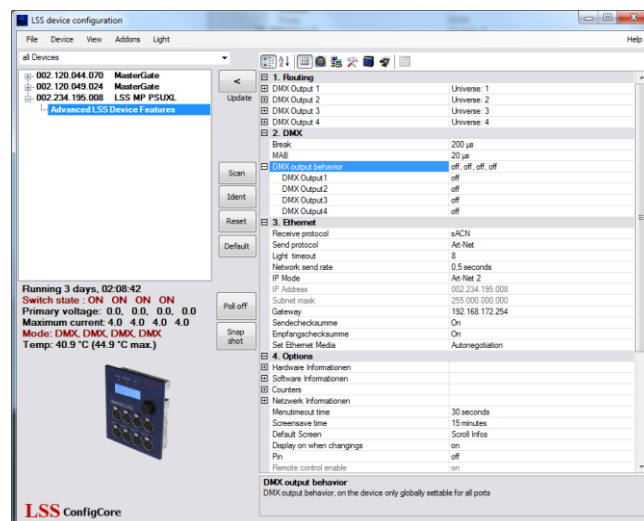 LSS device configuration
File Device View Addons Light Help
all Devices
002.120.044.070 MasterGate
002.120.049.024 MasterGate
002.234.195.008 LSS MP PSUXL
Advanced LSS Device Features
<
Update
Scan
Ident
Reset
Default
Poll off
Snap
shot
Running 3 days, 02:08:42
Switch state : ON ON ON ON
Primary voltage: 0.0, 0.0, 0.0, 0.0
Maximum current: 4.0 4.0 4.0 4.0
Mode: DMX, DMX, DMX, DMX
Temp: 40.9 °C (44.9 °C max.)
LSS ConfigCore
1. Routing
DMX Output 1 Universe: 1
DMX Output 2 Universe: 2
DMX Output 3 Universe: 3
DMX Output 4 Universe: 4
2. DMX
Break 200 µs
MAB 20 µs
DMX output behavior off, off, off, off
DMX Output1 off
DMX Output2 off
DMX Output3 off
DMX Output4 off
3. Ethernet
Receive protocol sACN
Send protocol Art-Net
Light timeout 8
Network send rate 0,5 seconds
IP Mode Art-Net 2
IP Address 002.234.195.008
Subnet mask 255.000.000.000
Gateway 192.168.172.254
Sendechecksumme On
Empfangschecksumme On
Set Ethernet Media Autonegotiation
4. Options
Hardware Informationen
Software Informationen
Counters
Netzwerk Informationen
Menutimeout time 30 seconds
Screensave time 15 minutes
Default Screen Scroll Infos
Display on when changings on
Pin off
Remote control enable on
DMX output behavior
DMX output behavior, on the device only globally settable for all ports